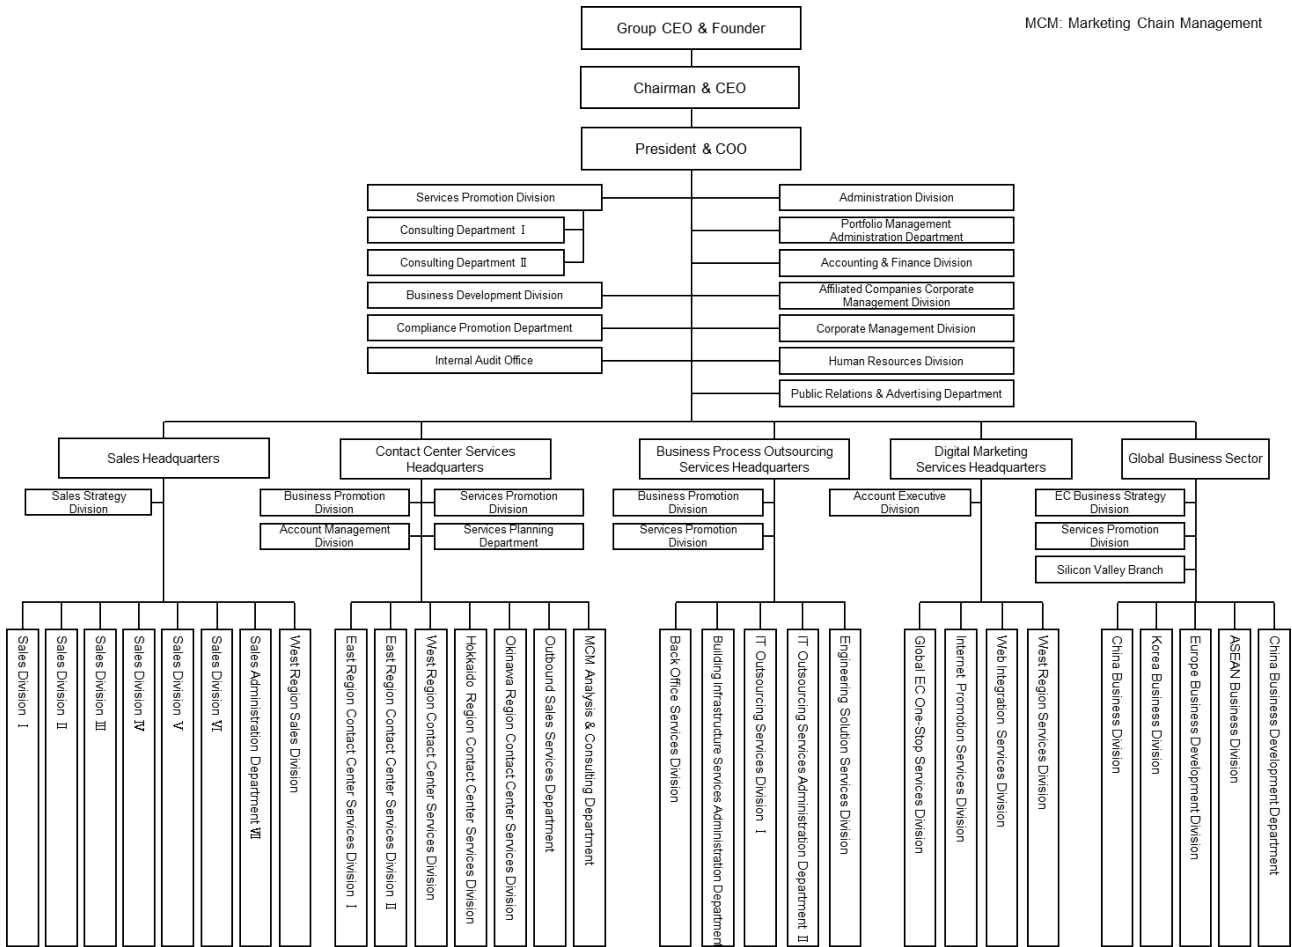 Group CEO & Founder
MCM: Marketing Chain Management
Chairman & CEO
President & COO
Services Promotion Division
Administration Division
Consulting Department Ⅰ
Portfolio Management
Administration Department
Consulting Department Ⅱ
Accounting & Finance Division
Business Development Division
Affiliated Companies Corporate
Management Division
Compliance Promotion Department
Corporate Management Division
Internal Audit Office
Human Resources Division
Public Relations & Advertising Department
Sales Headquarters
Contact Center Services
Headquarters
Business Process Outsourcing
Services Headquarters
Digital Marketing
Services Headquarters
Global Business Sector
Sales Strategy
Division
Business Promotion
Division
Services Promotion
Division
Account Management
Division
Services Planning
Department
Business Promotion
Division
Services Promotion
Division
Account Executive
Division
EC Business Strategy
Division
Services Promotion
Division
Silicon Valley Branch
Sales Division Ⅰ
Sales Division Ⅱ
Sales Division Ⅲ
Sales Division Ⅳ
Sales Division Ⅴ
Sales Division Ⅵ
Sales Administration Department Ⅶ
West Region Sales Division
East Region Contact Center Services Division Ⅰ
East Region Contact Center Services Division Ⅱ
West Region Contact Center Services Division
Hokkaido Region Contact Center Services Division
Okinawa Region Contact Center Services Division
Outbound Sales Services Department
MCM Analysis & Consulting Department
Back Office Services Division
Building Infrastructure Services Administration Department
IT Outsourcing Services Division Ⅰ
IT Outsourcing Services Administration Department Ⅱ
Engineering Solution Services Division
Global EC One-Stop Services Division
Internet Promotion Services Division
Web Integration Services Division
West Region Services Division
China Business Division
Korea Business Division
Europe Business Development Division
ASEAN Business Division
China Business Development Department